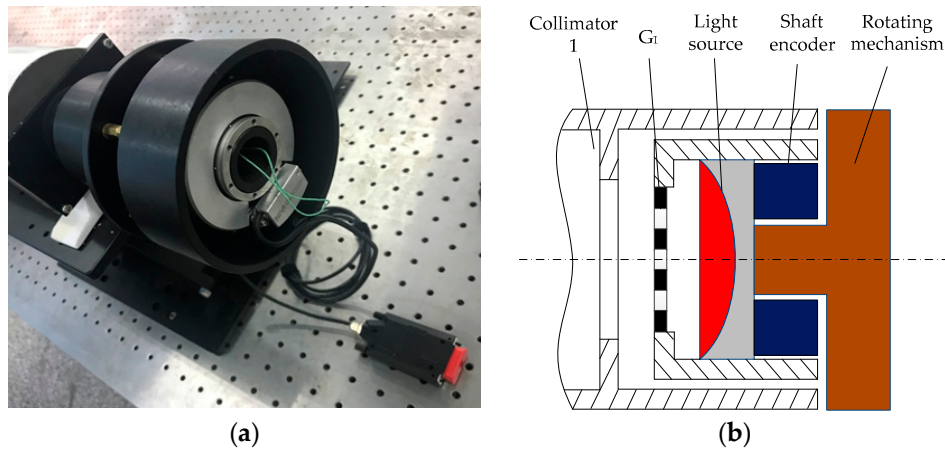 Collimator
1
G1
Light
source
Shaft
encoder
Rotating
mechanism
(a)
(b)